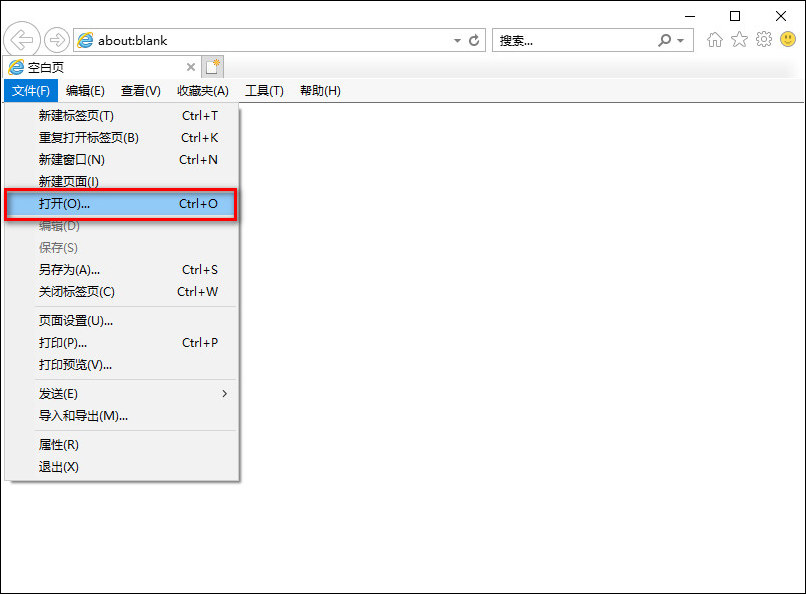 about:blank
搜索...
空白页
文件(F) 编辑(E) 查看(V) 收藏夹(A) 工具(T) 帮助(H)
新建标签页(T) Ctrl+T
重复打开标签页(B) Ctrl+K
新建窗口(N) Ctrl+N
新建页面(I)
打开(O)... Ctrl+O
编辑(D)
保存(S)
另存为(A)... Ctrl+S
关闭标签页(C) Ctrl+W
页面设置(U)...
打印(P)... Ctrl+P
打印预览(V)...
发送(E)
导入和导出(M)...
属性(R)
退出(X)